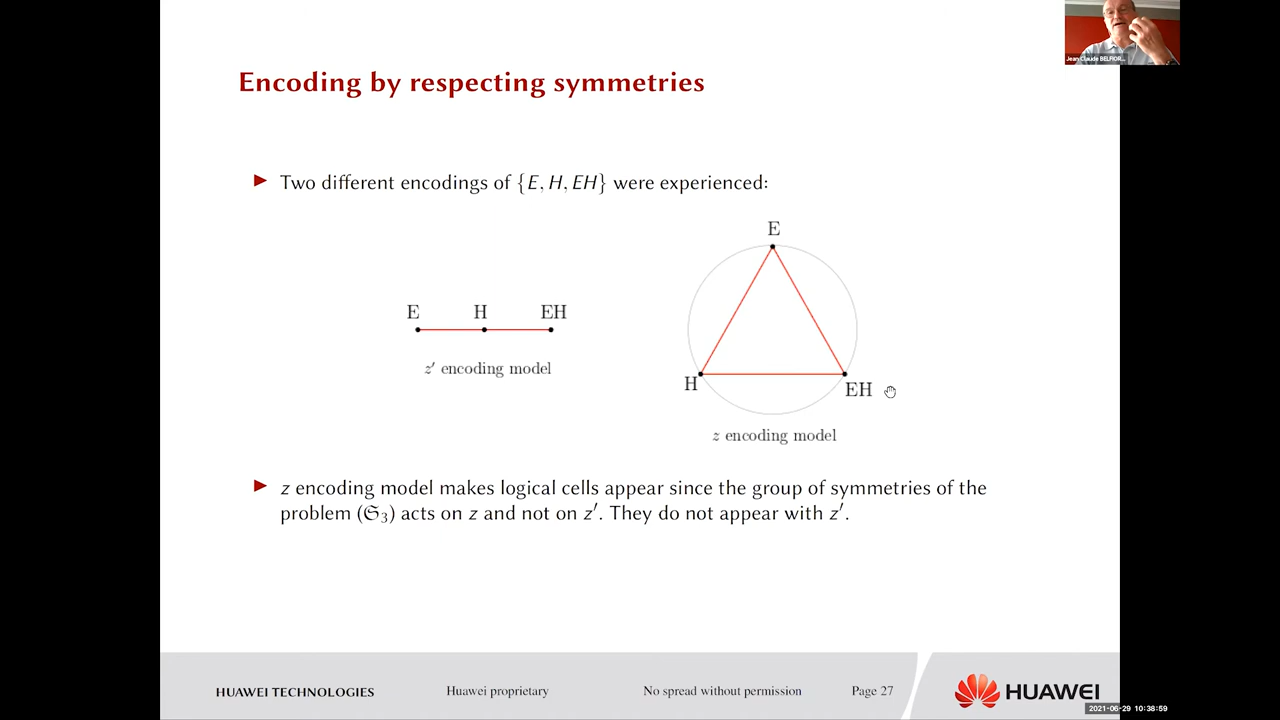 Jean Claude BELFIOR...
Encoding by respecting symmetries
▶ Two different encodings of {E, H, EH} were experienced:
E H EH
z′ encoding model
E
H
EH
z encoding model
▶ z encoding model makes logical cells appear since the group of symmetries of the
problem (𝔖₃) acts on z and not on z′. They do not appear with z′.
HUAWEI TECHNOLOGIES Huawei proprietary No spread without permission Page 27
HUAWEI
2021-06-29 10:38:59